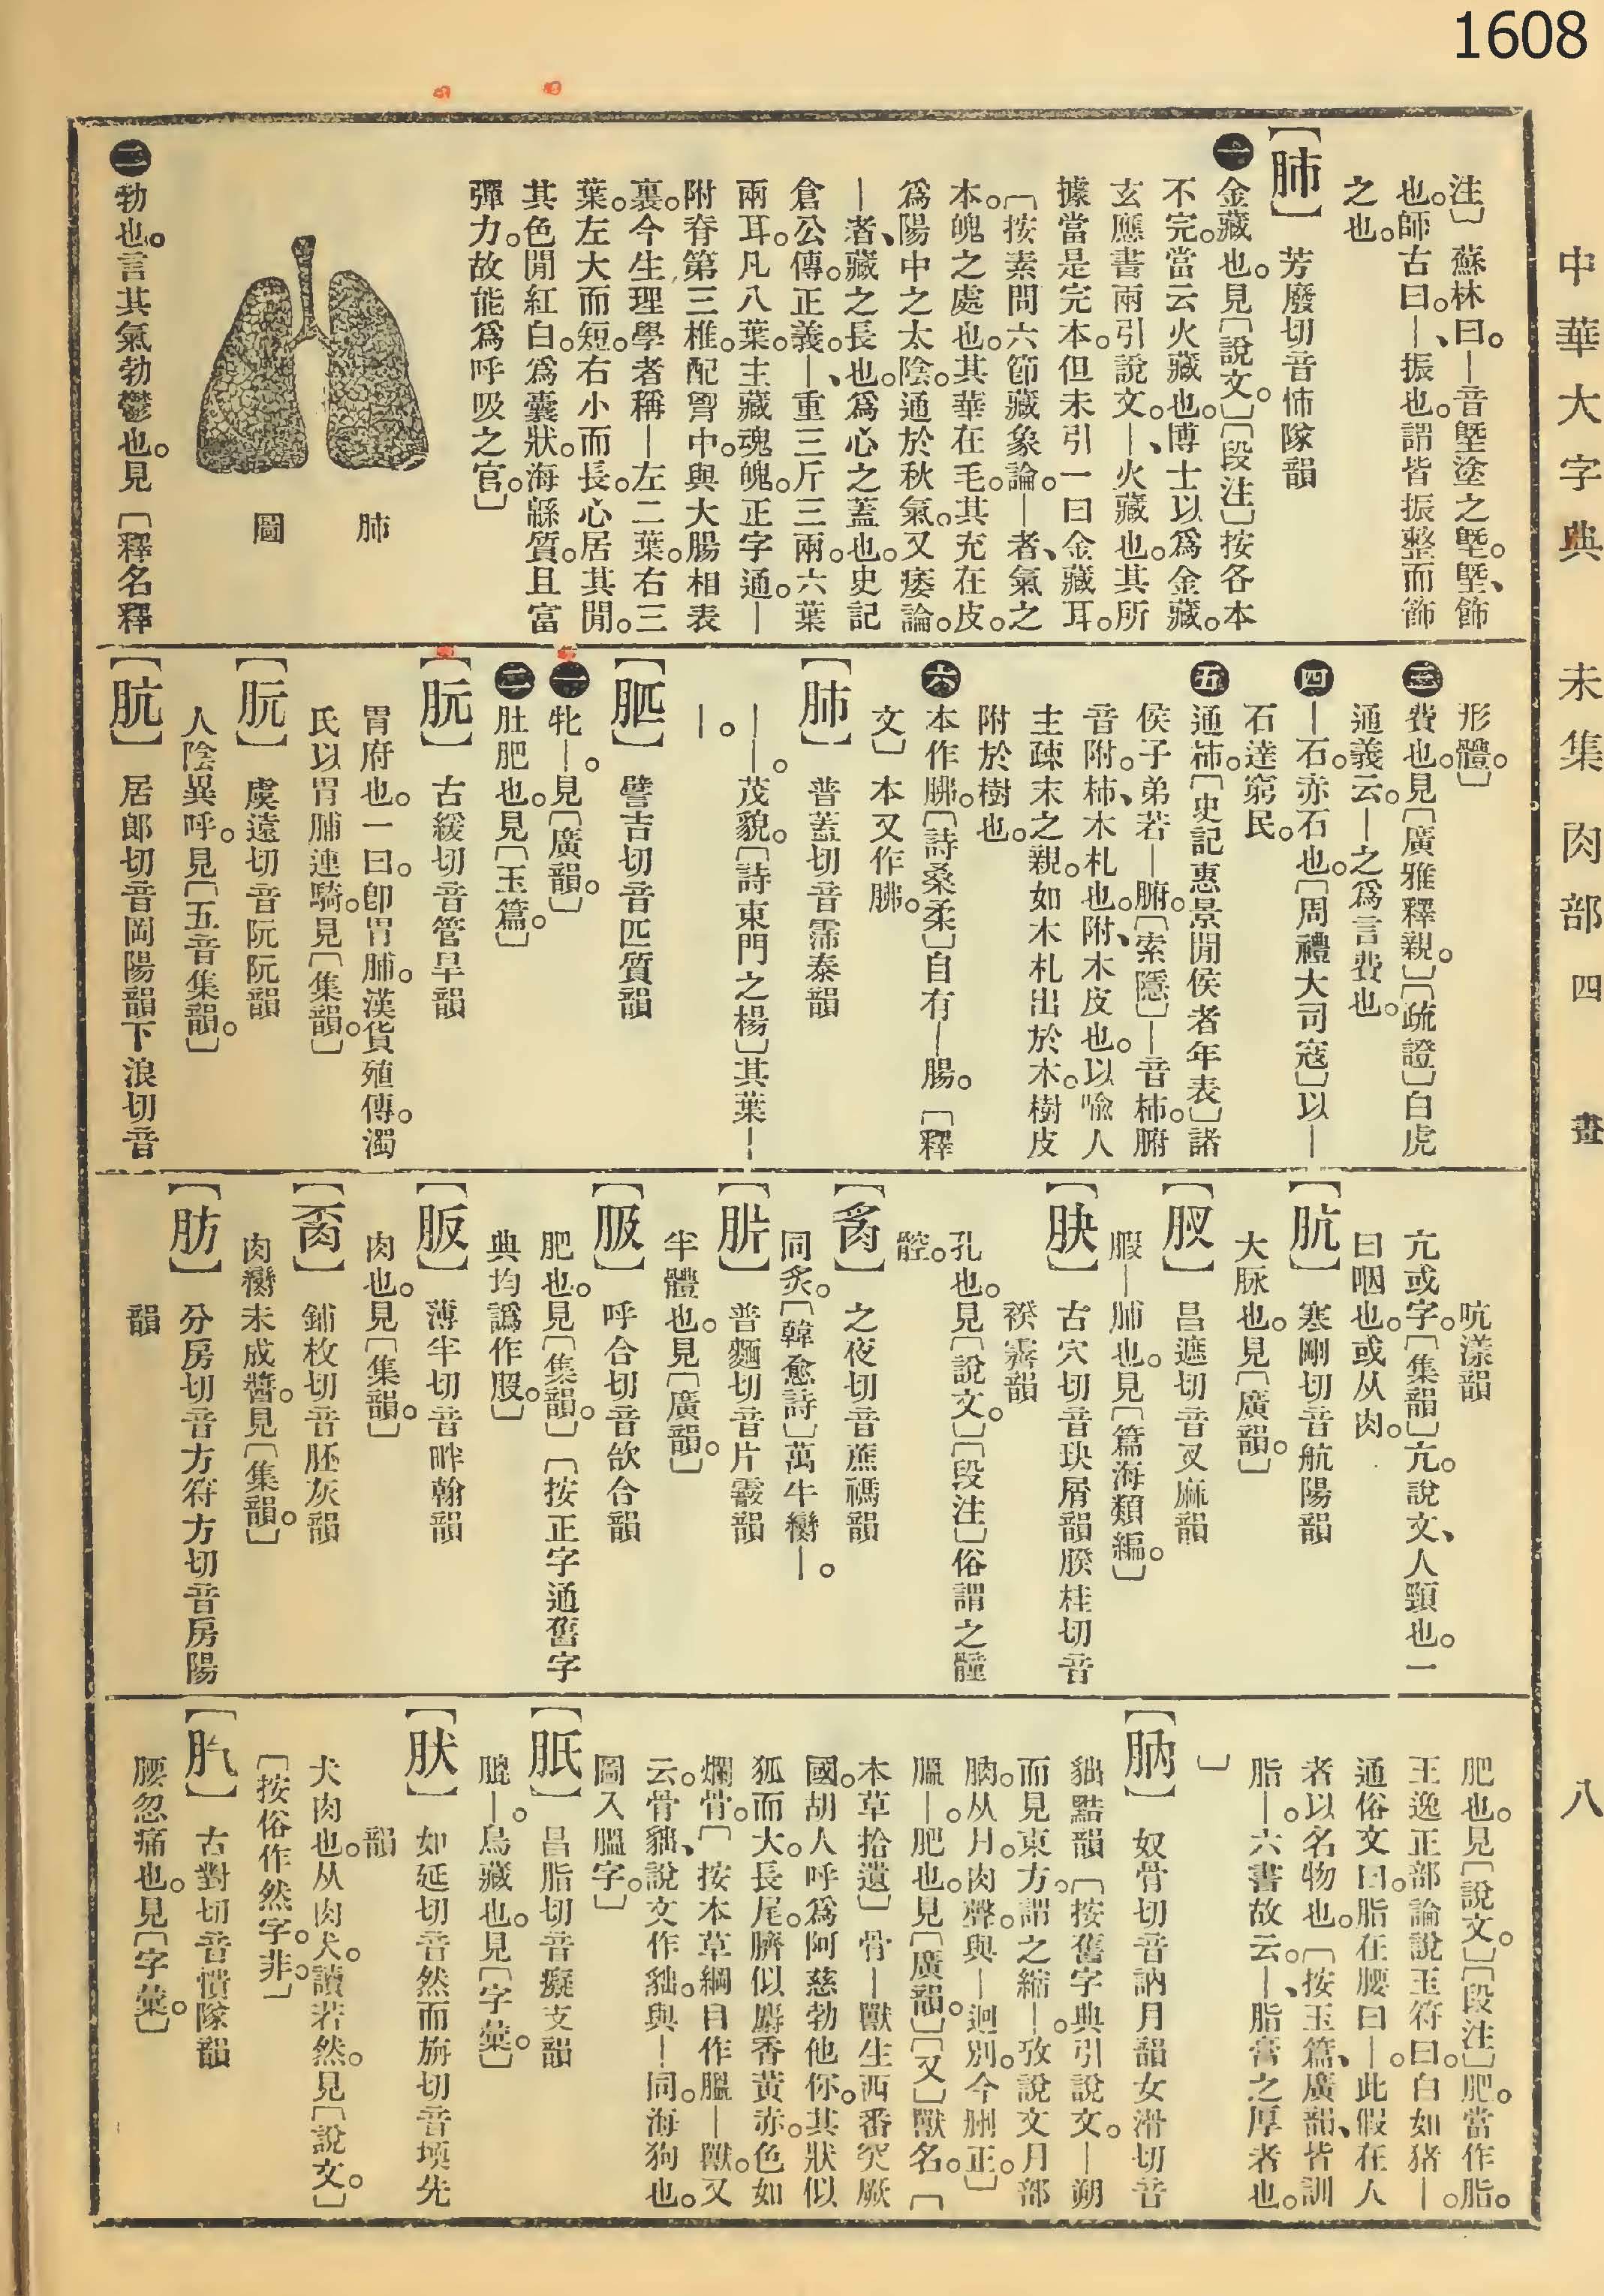 1608
中華大字典　未集　肉部　四畫　八
注〕蘇林曰。—音墍塗之墍。墍、飾
也。師古曰。—、振也。謂皆振整而飾
之也。
【肺】芳廢切音怖隊韻
㊀金藏也。見〔說文。〕〔段注〕按各本
不完。當云火藏也。博士以爲金藏。
玄應書兩引說文。—、火藏也。其所
據當是完本。但未引一曰金藏耳。
〔按素問六節藏象論。—者、氣之
本。魄之處也。其華在毛。其充在皮。
爲陽中之太陰。通於秋氣。又痿論。
—者、藏之長也。爲心之蓋也。史記
倉公傳。正義。—、重三斤三兩。六葉
兩耳。凡八葉。主藏魂魄。正字通。—
附脊第三椎。配胷中。與大腸相表
裏。今生理學者稱—左二葉。右三
葉。左大而短。右小而長。心居其閒。
其色閒紅白。爲囊狀。海緜質。且富
彈力。故能爲呼吸之官。〕
肺圖
㊁勃也。言其氣勃鬱也。見〔釋名釋
形體。〕
㊂費也。見〔廣雅釋親。〕〔疏證〕白虎
通義云。—之爲言費也。
㊃—石。赤石也。〔周禮大司寇〕以—
石達窮民。
㊄通柿。〔史記惠景閒侯者年表〕諸
侯子弟若—腑。〔索隱〕—音柿。腑
音附。柿、木札也。附、木皮也。以喻人
主疎末之親。如木札出於木。樹皮
附於樹也。
㊅本作胇。〔詩桑柔〕自有—腸。〔釋
文〕本又作胇。
【肺】普蓋切音霈泰韻
——。茂貌。〔詩東門之楊〕其葉—
—。
【𦙂】譬吉切音匹質韻
㊀牝—。見〔廣韻。〕
㊁肚肥也。見〔玉篇。〕
【朊】古緩切音管旱韻
胃府也。一曰。卽胃脯。漢貨殖傳。濁
氏以胃脯連騎。見〔集韻。〕
【朊】虞遠切音阮阮韻
人陰異呼。見〔五音集韻。〕
【肮】居郎切音岡陽韻下浪切音
吭漾韻
亢或字。〔集韻〕亢。說文、人頸也。一
曰咽也。或从肉。
【肮】寒剛切音航陽韻
大脈也。見〔廣韻。〕
【肞】昌遮切音叉麻韻
腵—脯也。見〔篇海類編。〕
【肤】古穴切音玦屑韻睽桂切音
禊霽韻
孔也。見〔說文。〕〔段注〕俗謂之𩪘
䯊。
【炙】之夜切音蔗禡韻
同炙。〔韓愈詩〕萬牛臠—。
【胩】普麵切音片霰韻
半體也。見〔廣韻。〕
【肞】呼合切音欱合韻
肥也。見〔集韻。〕〔按正字通舊字
典均譌作服。〕
【肦】薄半切音畔翰韻
肉也。見〔集韻。〕
【𦙀】鋪枚切音胚灰韻
肉臠未成醬。見〔集韻。〕
【肪】分房切音方符方切音房陽
韻
肥也。見〔說文。〕〔段注〕肥。當作脂。
王逸正部論說玉符曰。白如猪—。
通俗文曰。脂在腰曰—。此假在人
者以名物也。〔按玉篇、廣韻、皆訓
脂—。六書故云。—、脂膏之厚者也。
〕
【肭】奴骨切音訥月韻女滑切音
貀黠韻〔按舊字典引說文。—朔
而見東方。謂之縮—。攷說文月部
朒。从月。肉聲。與—迥別。今刪正。〕
膃—。肥也。見〔廣韻。〕〔又〕獸名。〔
本草拾遺〕骨—獸生西番突厥
國。胡人呼爲阿慈勃他你。其狀似
狐而大。長尾。臍似麝香黃赤。色如
爛骨。〔按本草綱目作膃—獸。又
云。骨貀、說文作貀。與—同。海狗也。
圖入膃字。〕
【胝】昌脂切音癡支韻
膍—。鳥藏也。見〔字彙。〕
【肰】如延切音然而旃切音堧先
韻
犬肉也。从肉犬。讀若然。見〔說文。〕
〔按俗作然字。非。〕
【𦙍】古對切音憒隊韻
腰忽痛也。見〔字彙。〕